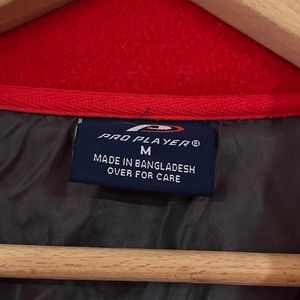 PRO PLAYER®
M
MADE IN BANGLADESH
OVER FOR CARE